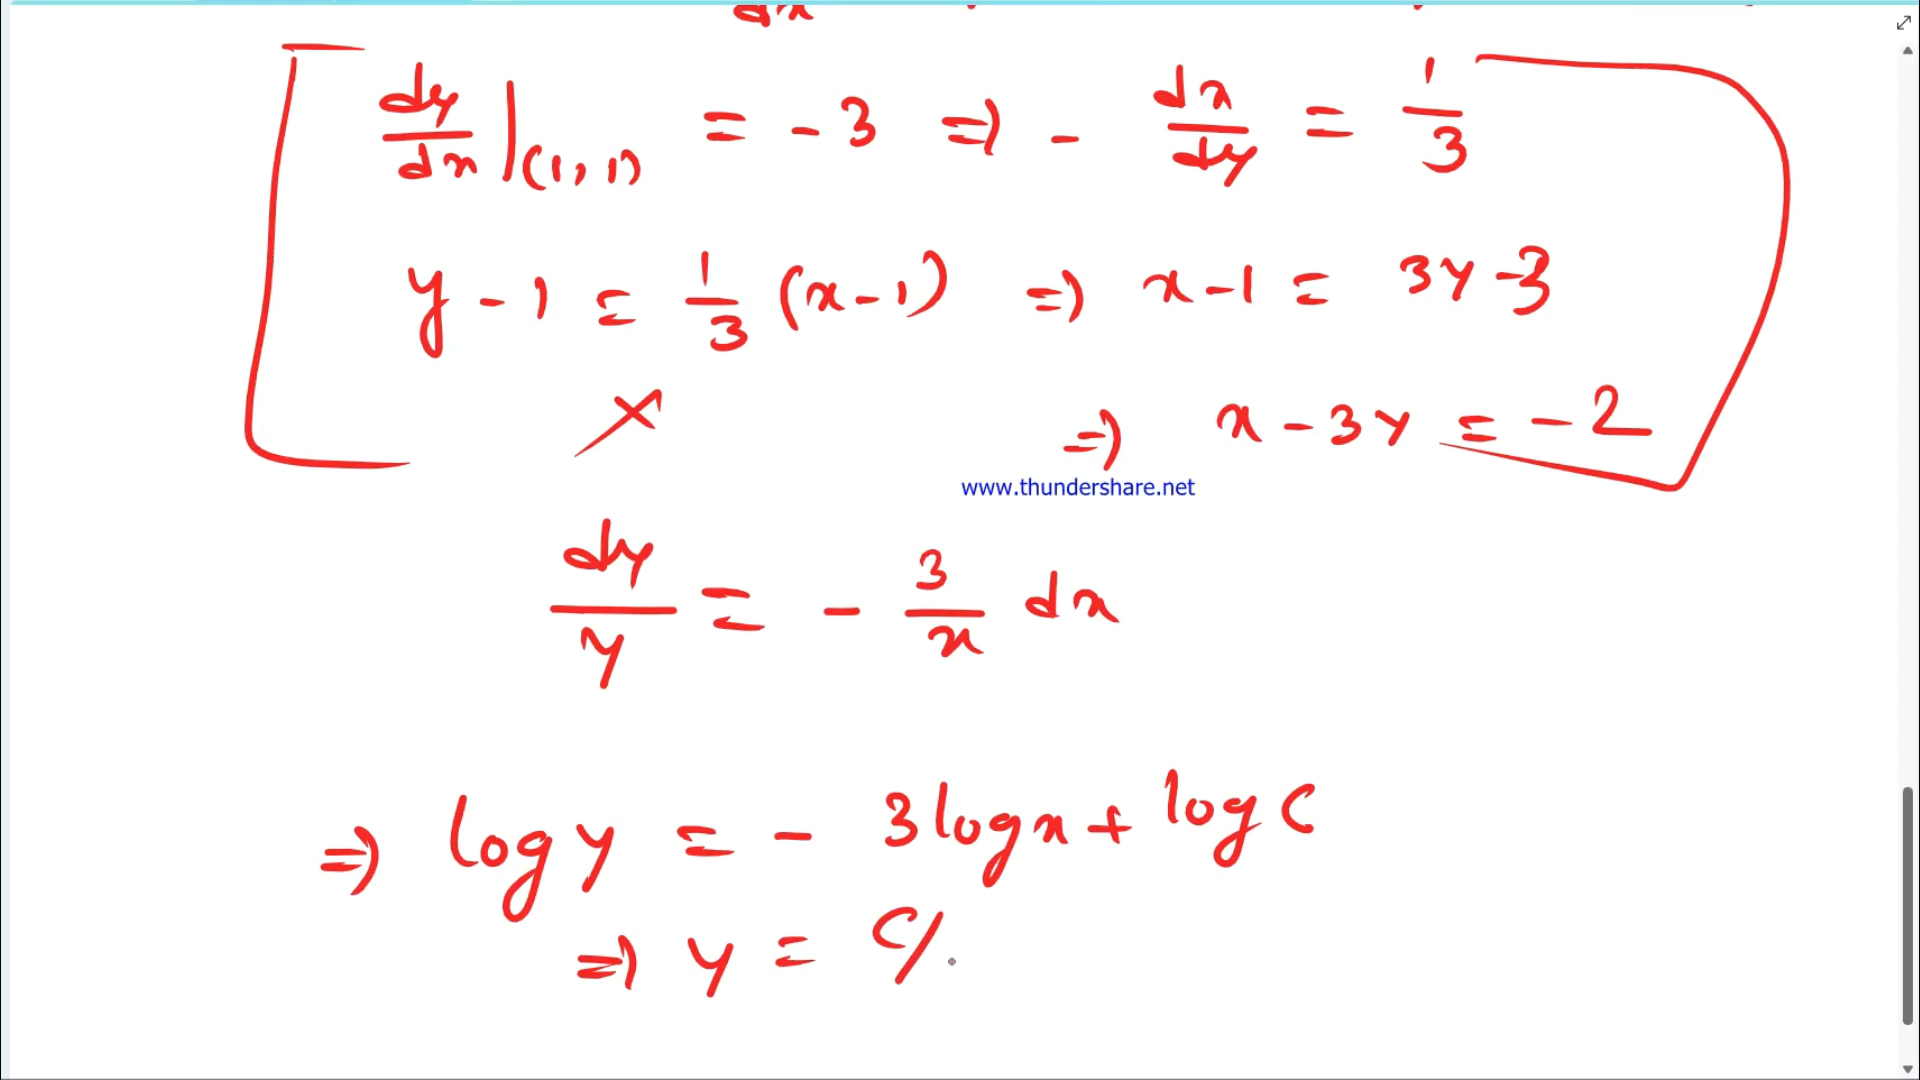 dx
dy/dx |(1,1) = -3 => - dx/dy = 1/3
y - 1 = 1/3 (x - 1) => x - 1 = 3y - 3
=> x - 3y = -2
www.thundershare.net
dy/y = - 3/x dx
=> log y = - 3 log x + log c
=> y = c/